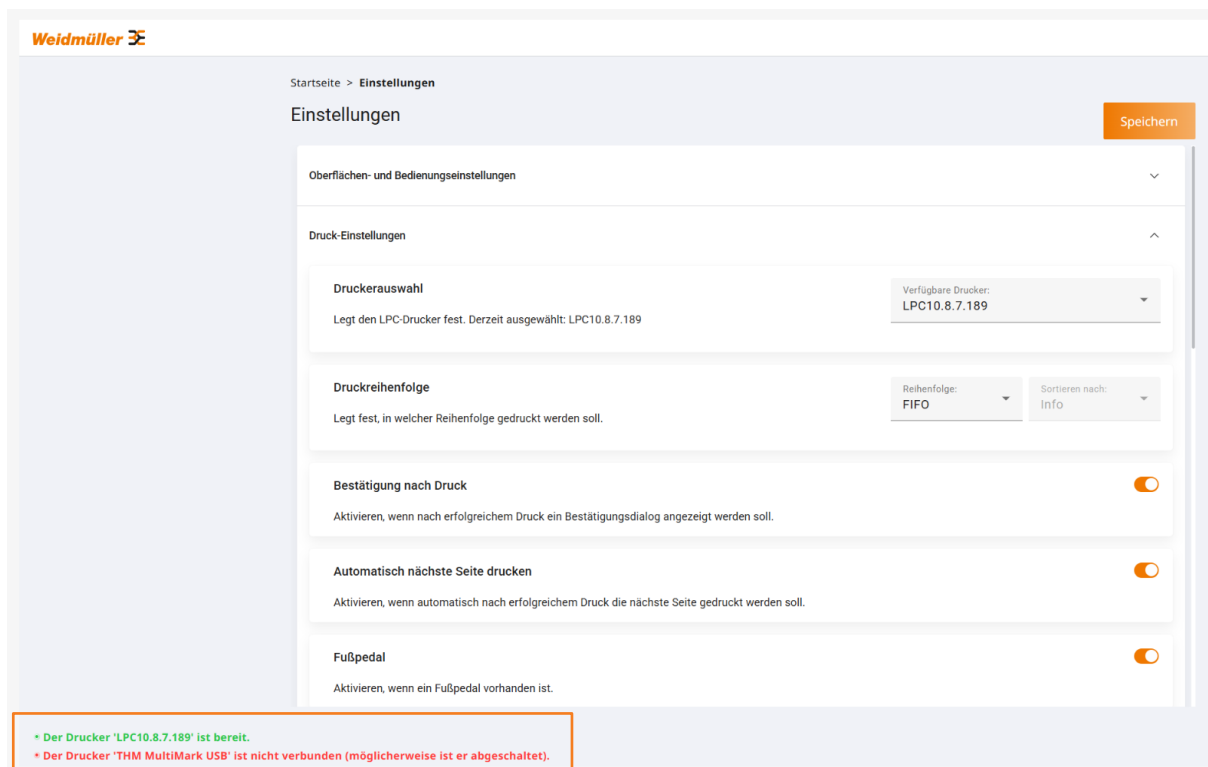 Weidmüller
Startseite > Einstellungen
Einstellungen
Speichern
Oberflächen- und Bedienungseinstellungen
Druck-Einstellungen
Druckerauswahl
Legt den LPC-Drucker fest. Derzeit ausgewählt: LPC10.8.7.189
Verfügbare Drucker:
LPC10.8.7.189
Druckreihenfolge
Legt fest, in welcher Reihenfolge gedruckt werden soll.
Reihenfolge:
FIFO
Sortieren nach:
Info
Bestätigung nach Druck
Aktivieren, wenn nach erfolgreichem Druck ein Bestätigungsdialog angezeigt werden soll.
Automatisch nächste Seite drucken
Aktivieren, wenn automatisch nach erfolgreichem Druck die nächste Seite gedruckt werden soll.
Fußpedal
Aktivieren, wenn ein Fußpedal vorhanden ist.
* Der Drucker 'LPC10.8.7.189' ist bereit.
* Der Drucker 'THM MultiMark USB' ist nicht verbunden (möglicherweise ist er abgeschaltet).